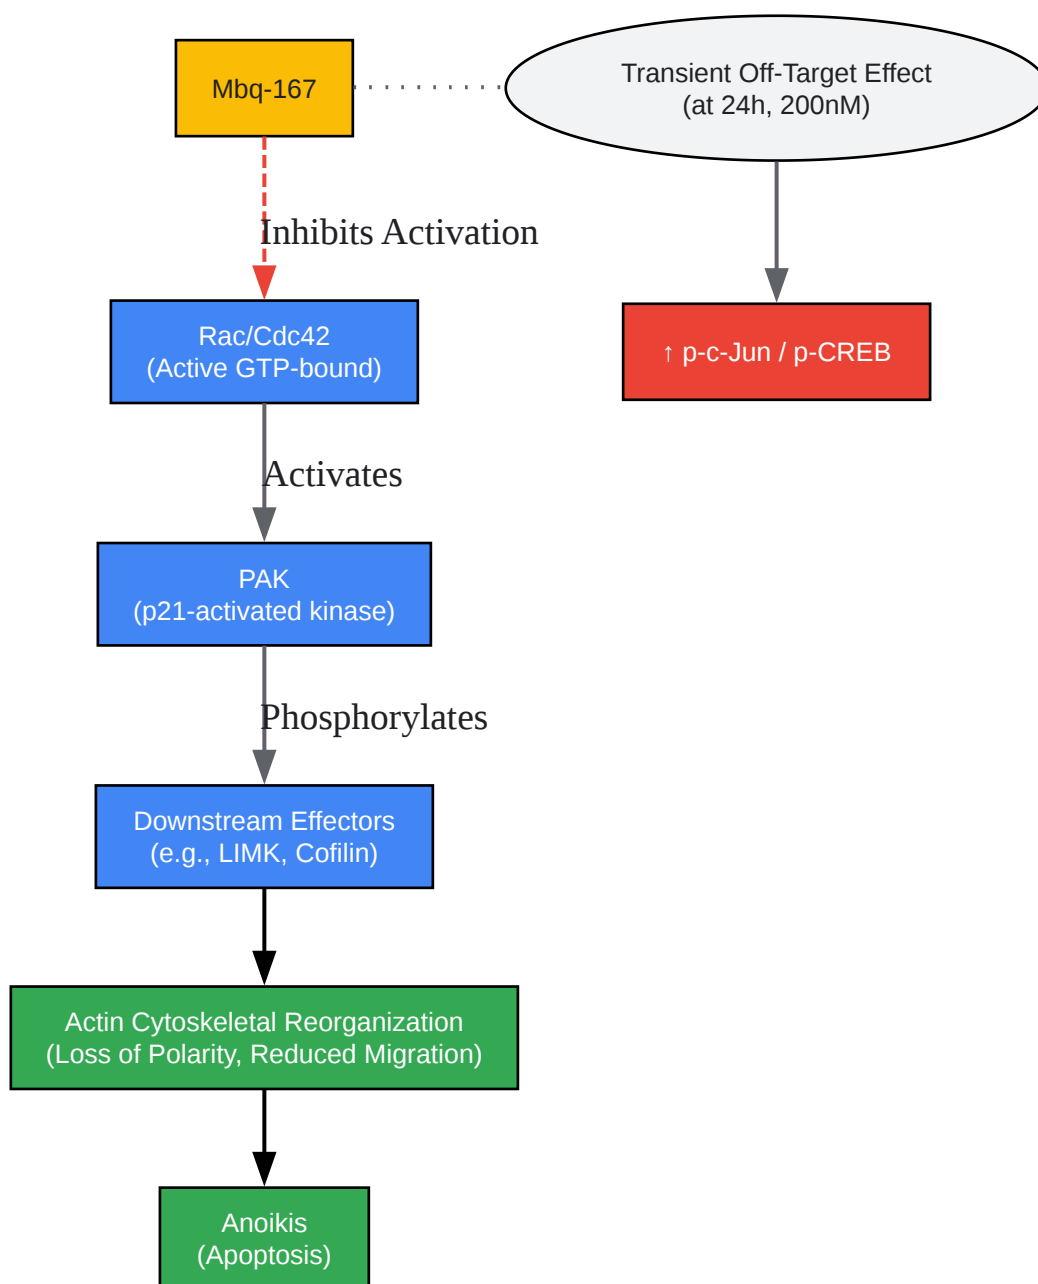 Mbq-167
Transient Off-Target Effect
(at 24h, 200nM)
Inhibits Activation
Rac/Cdc42
(Active GTP-bound)
↑ p-c-Jun / p-CREB
Activates
PAK
(p21-activated kinase)
Phosphorylates
Downstream Effectors
(e.g., LIMK, Cofilin)
Actin Cytoskeletal Reorganization
(Loss of Polarity, Reduced Migration)
Anoikis
(Apoptosis)